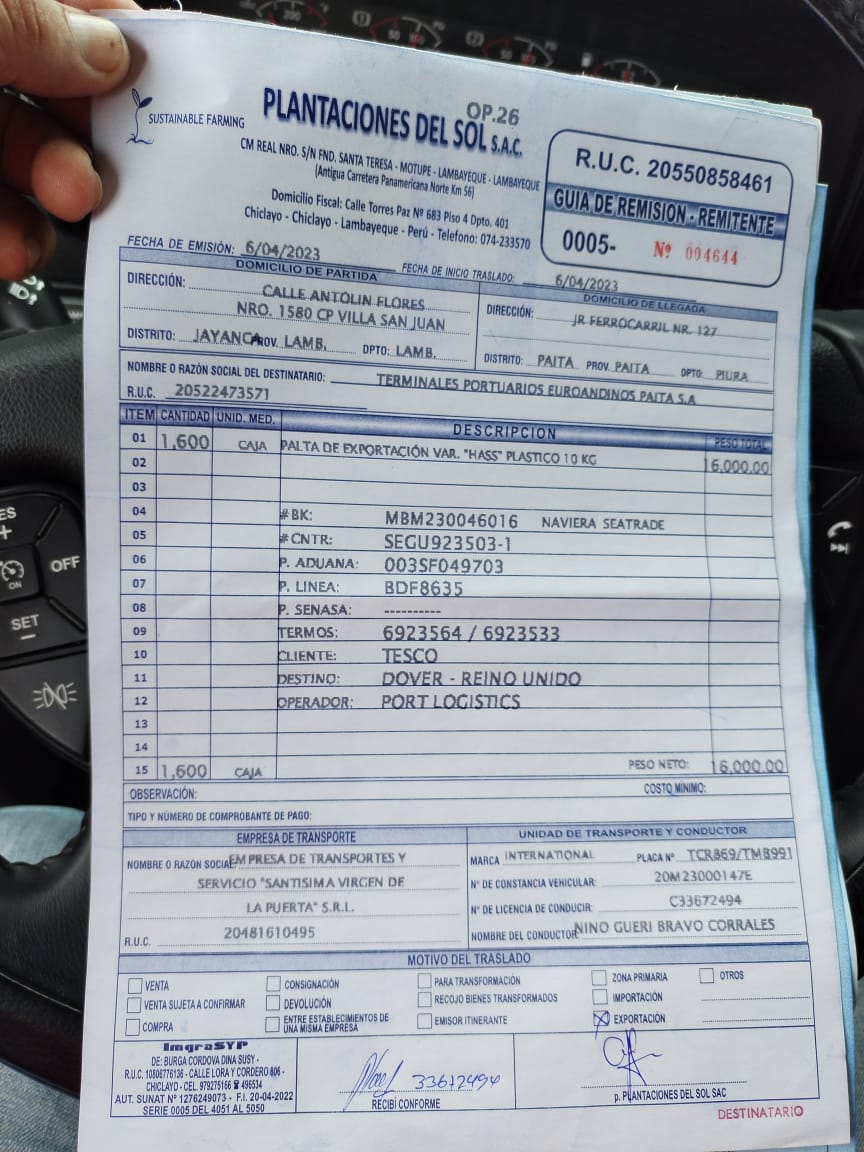 OP.26
SUSTAINABLE FARMING
PLANTACIONES DEL SOL S.A.C.
CM REAL NRO. S/N FND. SANTA TERESA - MOTUPE - LAMBAYEQUE - LAMBAYEQUE
(Antigua Carretera Panamericana Norte Km 56)
Domicilio Fiscal: Calle Torres Paz Nº 683 Piso 4 Dpto. 401
Chiclayo - Chiclayo - Lambayeque - Perú - Telefono: 074-233570
R.U.C. 20550858461
GUIA DE REMISION - REMITENTE
0005- Nº 004644
FECHA DE EMISIÓN: 6/04/2023 FECHA DE INICIO TRASLADO: 6/04/2023
DOMICILIO DE PARTIDA
DIRECCIÓN: CALLE ANTOLIN FLORES
NRO. 1580 CP VILLA SAN JUAN
DISTRITO: JAYANCA PROV. LAMB. DPTO: LAMB.
DOMICILIO DE LLEGADA
DIRECCIÓN: JR FERROCARRIL NR. 127
DISTRITO: PAITA PROV. PAITA DPTO: PIURA
NOMBRE O RAZÓN SOCIAL DEL DESTINATARIO: TERMINALES PORTUARIOS EUROANDINOS PAITA S.A
R.U.C. 20522473571
ITEM CANTIDAD UNID. MED. DESCRIPCION PESO TOTAL
01 1,600 CAJA PALTA DE EXPORTACIÓN VAR. "HASS" PLASTICO 10 KG 16,000.00
02
03
04 #BK: MBM230046016 NAVIERA SEATRADE
05 #CNTR: SEGU923503-1
06 P. ADUANA: 003SF049703
07 P. LINEA: BDF8635
08 P. SENASA: ----------
09 TERMOS: 6923564 / 6923533
10 CLIENTE: TESCO
11 DESTINO: DOVER - REINO UNIDO
12 OPERADOR: PORT LOGISTICS
13
14
15 1,600 CAJA PESO NETO: 16,000.00
OBSERVACIÓN: COSTO MÍNIMO:
TIPO Y NÚMERO DE COMPROBANTE DE PAGO:
EMPRESA DE TRANSPORTE
NOMBRE O RAZÓN SOCIAL EMPRESA DE TRANSPORTES Y
SERVICIO "SANTISIMA VIRGEN DE
LA PUERTA" S.R.L.
R.U.C. 20481610495
UNIDAD DE TRANSPORTE Y CONDUCTOR
MARCA INTERNATIONAL PLACA Nº TCR869/TMB991
Nº DE CONSTANCIA VEHICULAR: 20M23000147E
Nº DE LICENCIA DE CONDUCIR: C33672494
NOMBRE DEL CONDUCTOR: NINO GUERI BRAVO CORRALES
MOTIVO DEL TRASLADO
VENTA CONSIGNACIÓN PARA TRANSFORMACIÓN ZONA PRIMARIA OTROS
VENTA SUJETA A CONFIRMAR DEVOLUCIÓN RECOJO BIENES TRANSFORMADOS IMPORTACIÓN
COMPRA ENTRE ESTABLECIMIENTOS DE UNA MISMA EMPRESA EMISOR ITINERANTE EXPORTACIÓN
ImgraSYP
DE: BURGA CORDOVA DINA SUSY -
R.U.C. 10806776136 - CALLE LORA Y CORDERO 806 -
CHICLAYO - CEL. 979275166 ☎ 496534
AUT. SUNAT Nº 1276249073 - F.I. 20-04-2022
SERIE 0005 DEL 4051 AL 5050
33672494
RECIBÍ CONFORME
p. PLANTACIONES DEL SOL SAC
DESTINATARIO
ES
+
ON
OFF
SET
-